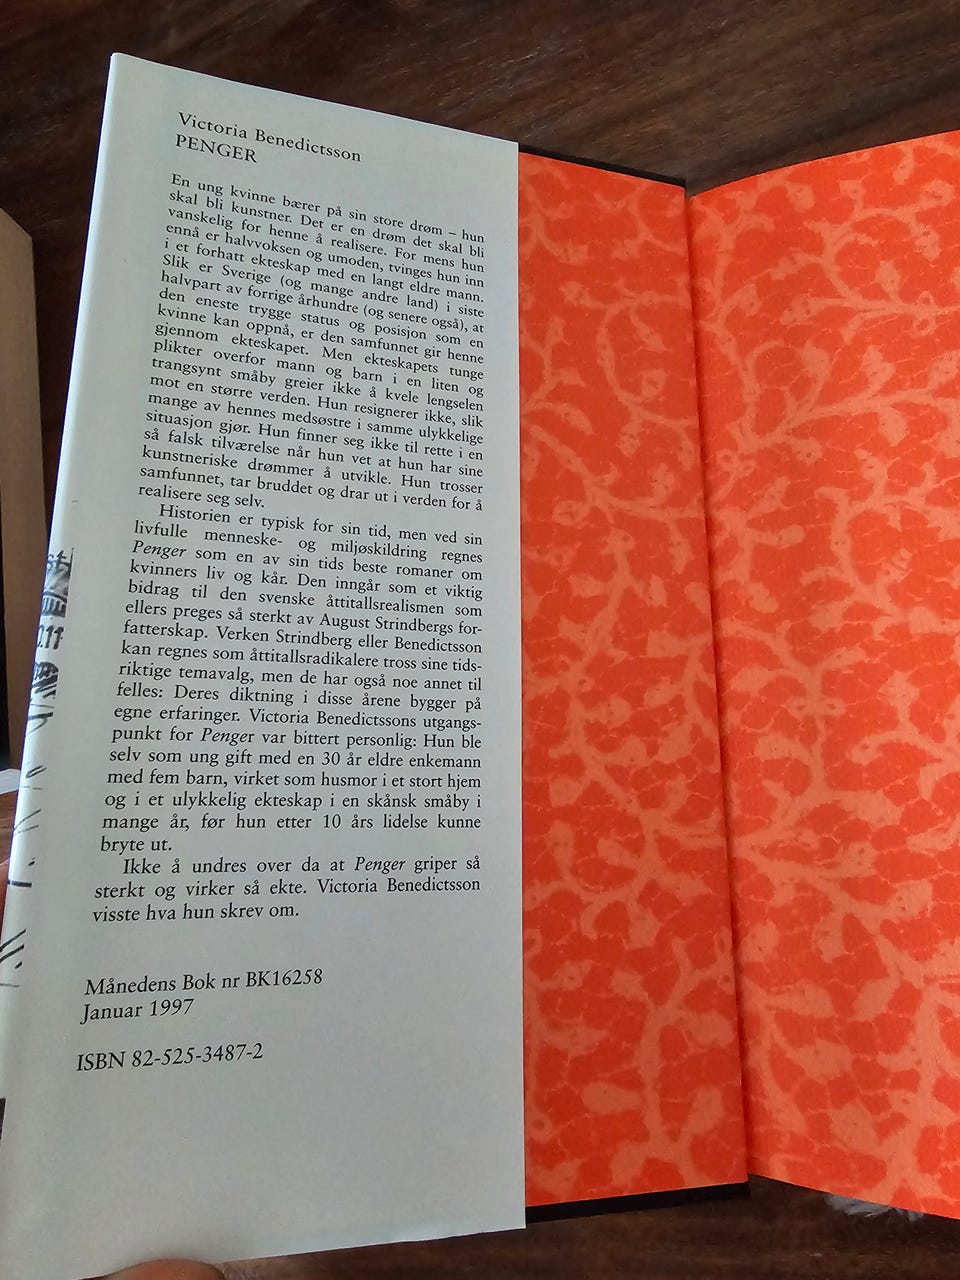 Victoria Benedictsson
PENGER
En ung kvinne bærer på sin store drøm – hun
skal bli kunstner. Det er en drøm det skal bli
vanskelig for henne å realisere. For mens hun
ennå er halvvoksen og umoden, tvinges hun inn
i et forhatt ekteskap med en langt eldre mann.
Slik er Sverige (og mange andre land) i siste
halvpart av forrige århundre (og senere også), at
den eneste trygge status og posisjon som en
kvinne kan oppnå, er den samfunnet gir henne
gjennom ekteskapet. Men ekteskapets tunge
plikter overfor mann og barn i en liten og
trangsynt småby greier ikke å kvele lengselen
mot en større verden. Hun resignerer ikke, slik
mange av hennes medsøstre i samme ulykkelige
situasjon gjør. Hun finner seg ikke til rette i en
så falsk tilværelse når hun vet at hun har sine
kunstneriske drømmer å utvikle. Hun trosser
samfunnet, tar bruddet og drar ut i verden for å
realisere seg selv.
Historien er typisk for sin tid, men ved sin
livfulle menneske- og miljøskildring regnes
Penger som en av sin tids beste romaner om
kvinners liv og kår. Den inngår som et viktig
bidrag til den svenske åttitallsrealismen som
ellers preges så sterkt av August Strindbergs for-
fatterskap. Verken Strindberg eller Benedictsson
kan regnes som åttitallsradikalere tross sine tids-
riktige temavalg, men de har også noe annet til
felles: Deres diktning i disse årene bygger på
egne erfaringer. Victoria Benedictssons utgangs-
punkt for Penger var bittert personlig: Hun ble
selv som ung gift med en 30 år eldre enkemann
med fem barn, virket som husmor i et stort hjem
og i et ulykkelig ekteskap i en skånsk småby i
mange år, før hun etter 10 års lidelse kunne
bryte ut.
Ikke å undres over da at Penger griper så
sterkt og virker så ekte. Victoria Benedictsson
visste hva hun skrev om.
Månedens Bok nr BK16258
Januar 1997
ISBN 82-525-3487-2